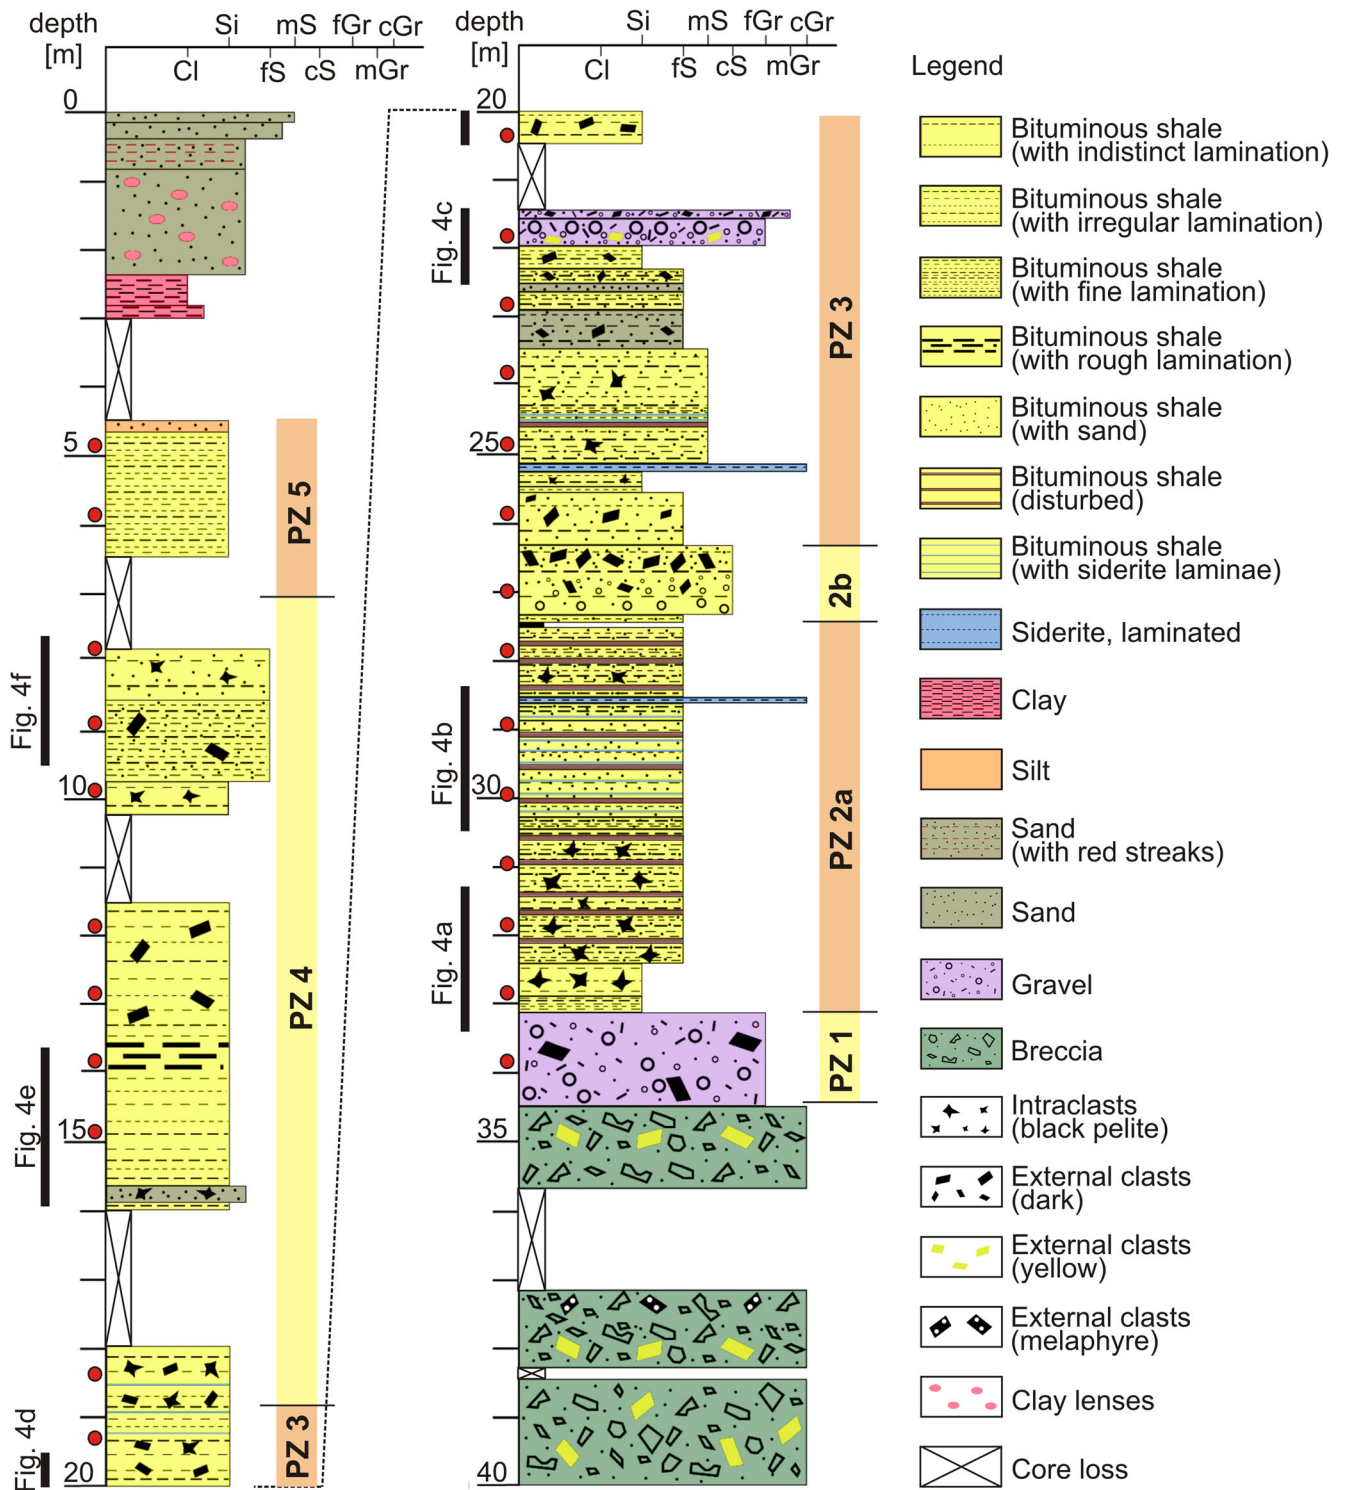 depth
[m]
Si
mS
fGr
cGr
Cl
fS
cS
mGr
0
5
10
15
20
Fig. 4f
Fig. 4e
Fig. 4d
PZ 5
PZ 4
PZ 3
depth
[m]
Si
mS
fGr
cGr
Cl
fS
cS
mGr
20
25
30
35
40
Fig. 4c
Fig. 4b
Fig. 4a
PZ 3
2b
PZ 2a
PZ 1
Legend
Bituminous shale
(with indistinct lamination)
Bituminous shale
(with irregular lamination)
Bituminous shale
(with fine lamination)
Bituminous shale
(with rough lamination)
Bituminous shale
(with sand)
Bituminous shale
(disturbed)
Bituminous shale
(with siderite laminae)
Siderite, laminated
Clay
Silt
Sand
(with red streaks)
Sand
Gravel
Breccia
Intraclasts
(black pelite)
External clasts
(dark)
External clasts
(yellow)
External clasts
(melaphyre)
Clay lenses
Core loss